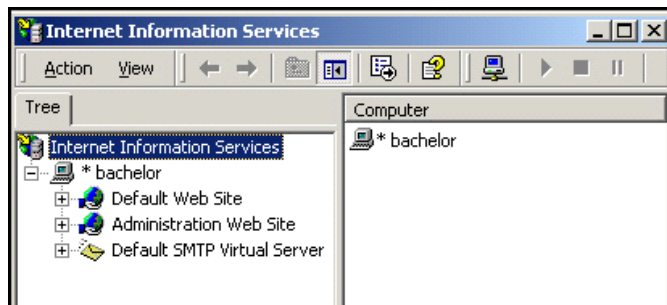 Internet Information Services
Action View
Tree
Computer
Internet Information Services
* bachelor
* bachelor
Default Web Site
Administration Web Site
Default SMTP Virtual Server